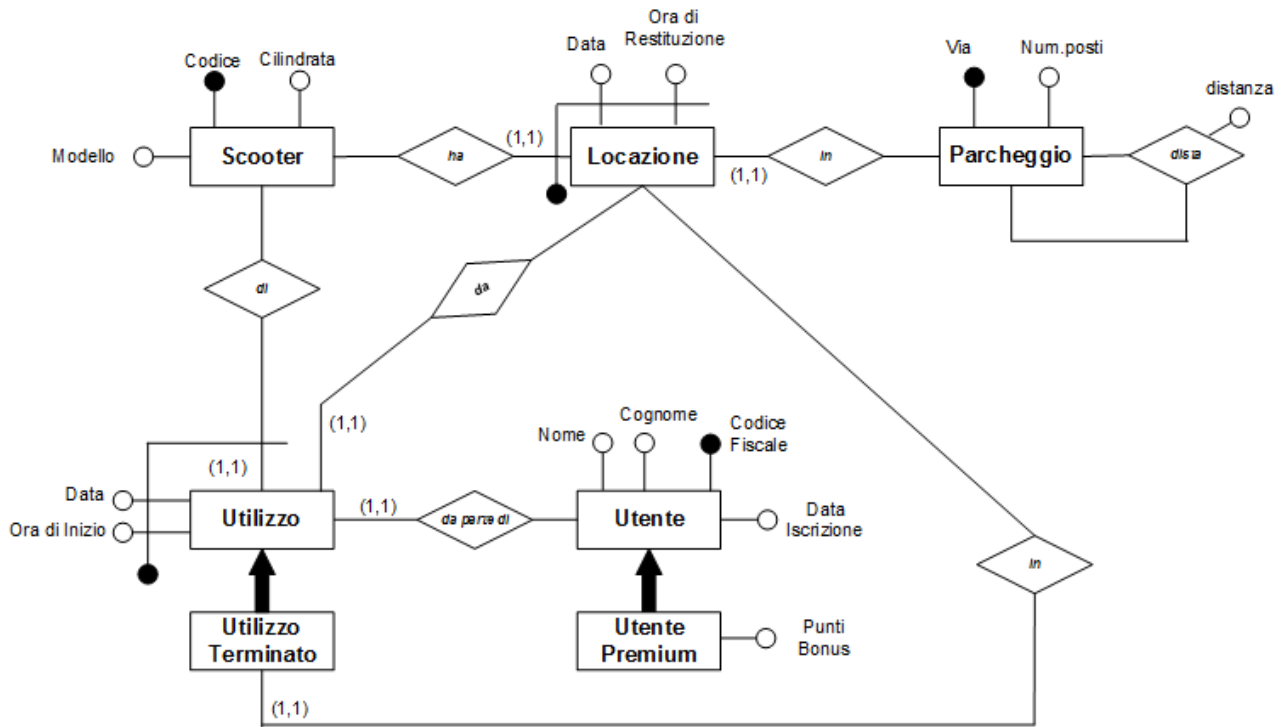 Ora di
Restituzione
Data
Codice
Cilindrata
Via
Num.posti
distanza
Modello
Scooter
ha
(1,1)
Locazione
(1,1)
in
Parcheggio
dista
di
da
(1,1)
Nome
Cognome
Codice
Fiscale
(1,1)
Data
Ora di Inizio
Utilizzo
(1,1)
da parte di
Utente
Data
Iscrizione
in
Utilizzo
Terminato
Utente
Premium
Punti
Bonus
(1,1)